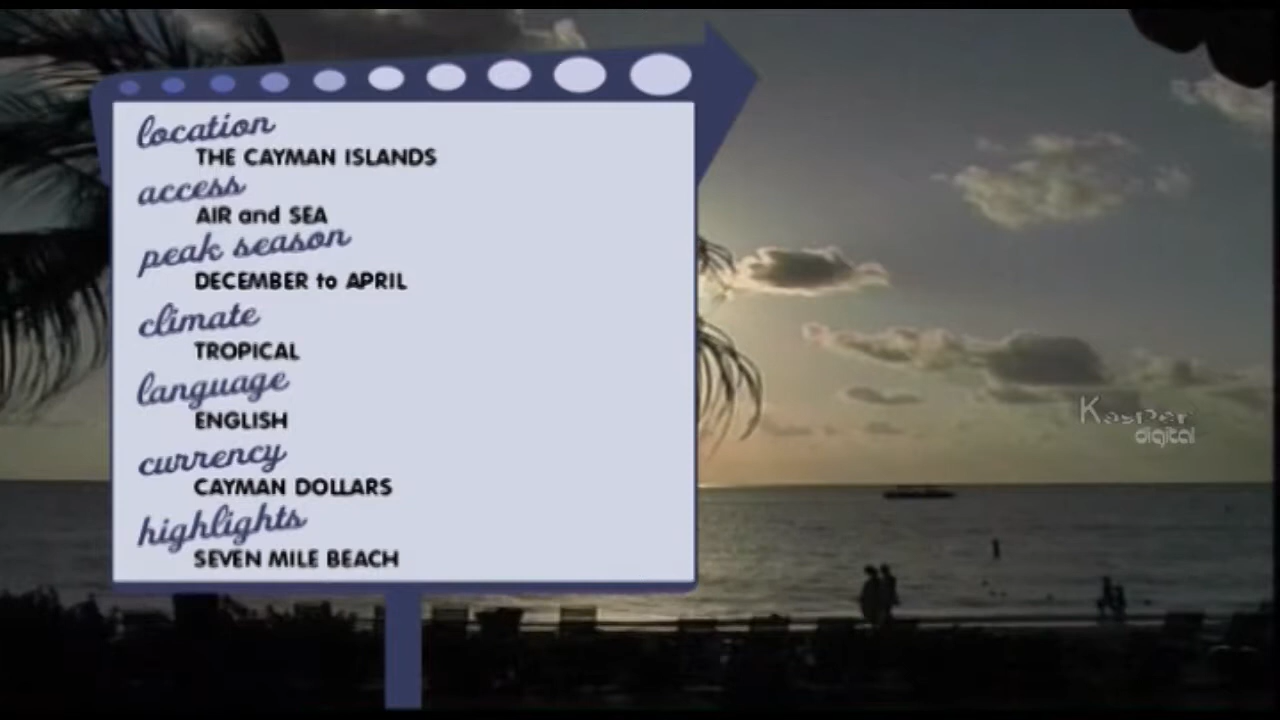 location
THE CAYMAN ISLANDS
access
AIR and SEA
peak season
DECEMBER to APRIL
climate
TROPICAL
language
ENGLISH
currency
CAYMAN DOLLARS
highlights
SEVEN MILE BEACH
Kasper
digital